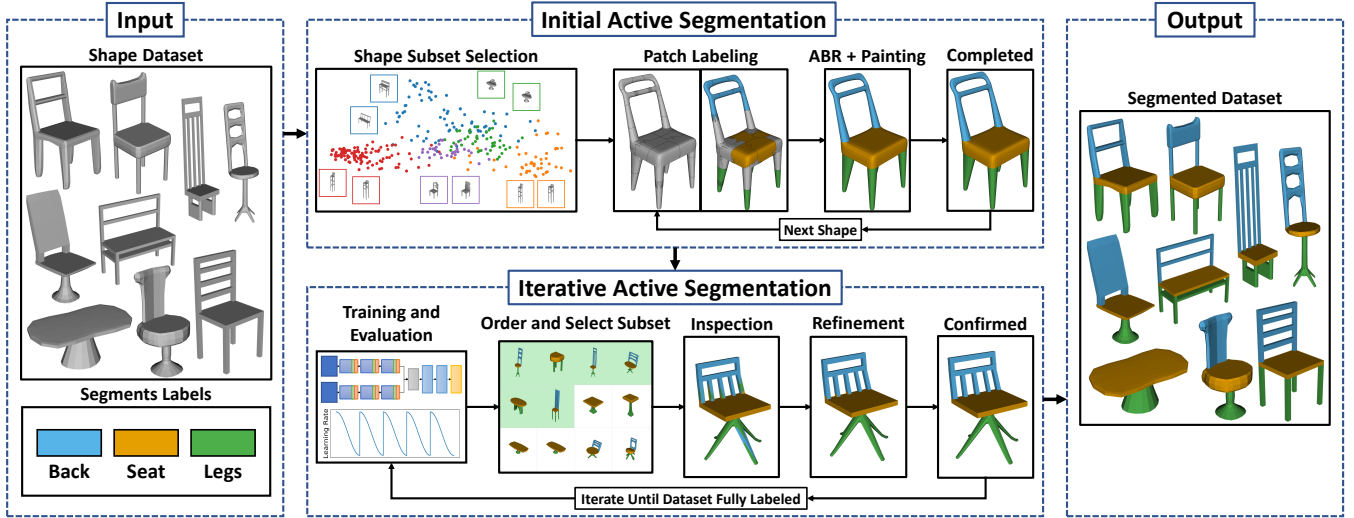 Input
Shape Dataset
Segments Labels
Back
Seat
Legs
Initial Active Segmentation
Shape Subset Selection
Patch Labeling
ABR + Painting
Completed
Next Shape
Iterative Active Segmentation
Training and
Evaluation
Learning Rate
Order and Select Subset
Inspection
Refinement
Confirmed
Iterate Until Dataset Fully Labeled
Output
Segmented Dataset